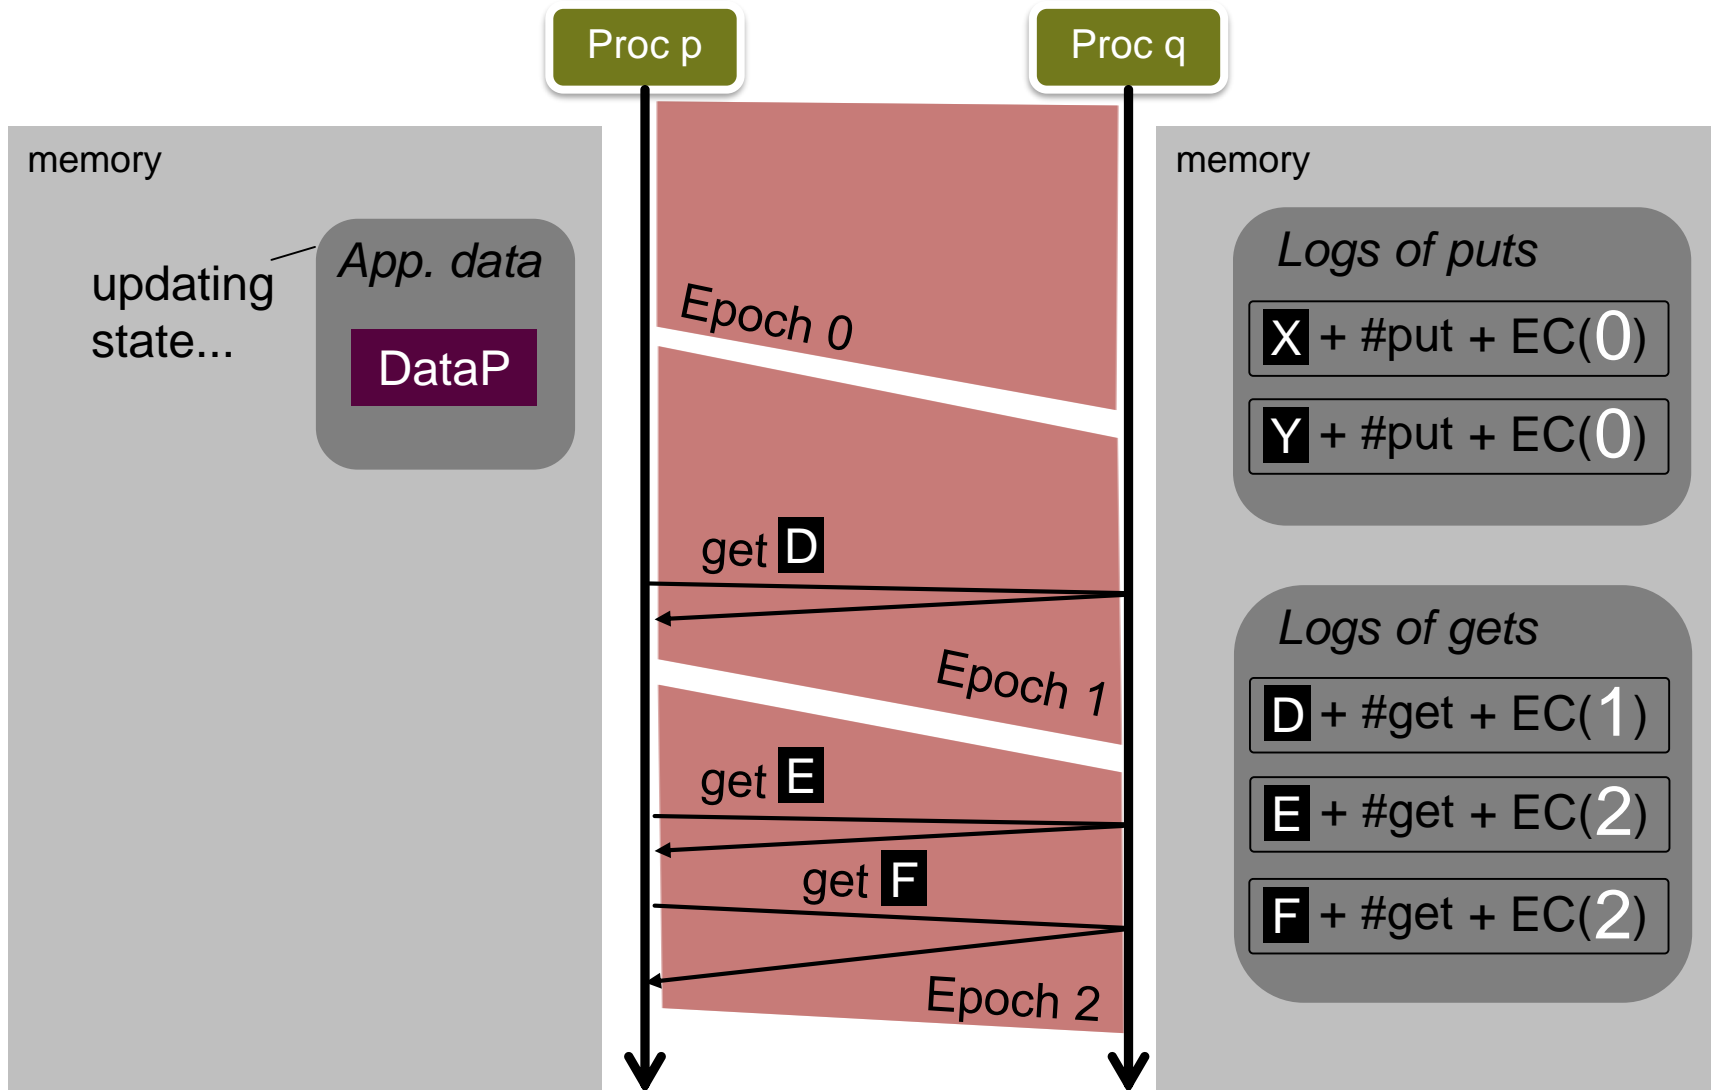 Proc p
Proc q
memory
updating
state...
App. data
DataP
Epoch 0
get D
Epoch 1
get E
get F
Epoch 2
memory
Logs of puts
X + #put + EC(0)
Y + #put + EC(0)
Logs of gets
D + #get + EC(1)
E + #get + EC(2)
F + #get + EC(2)